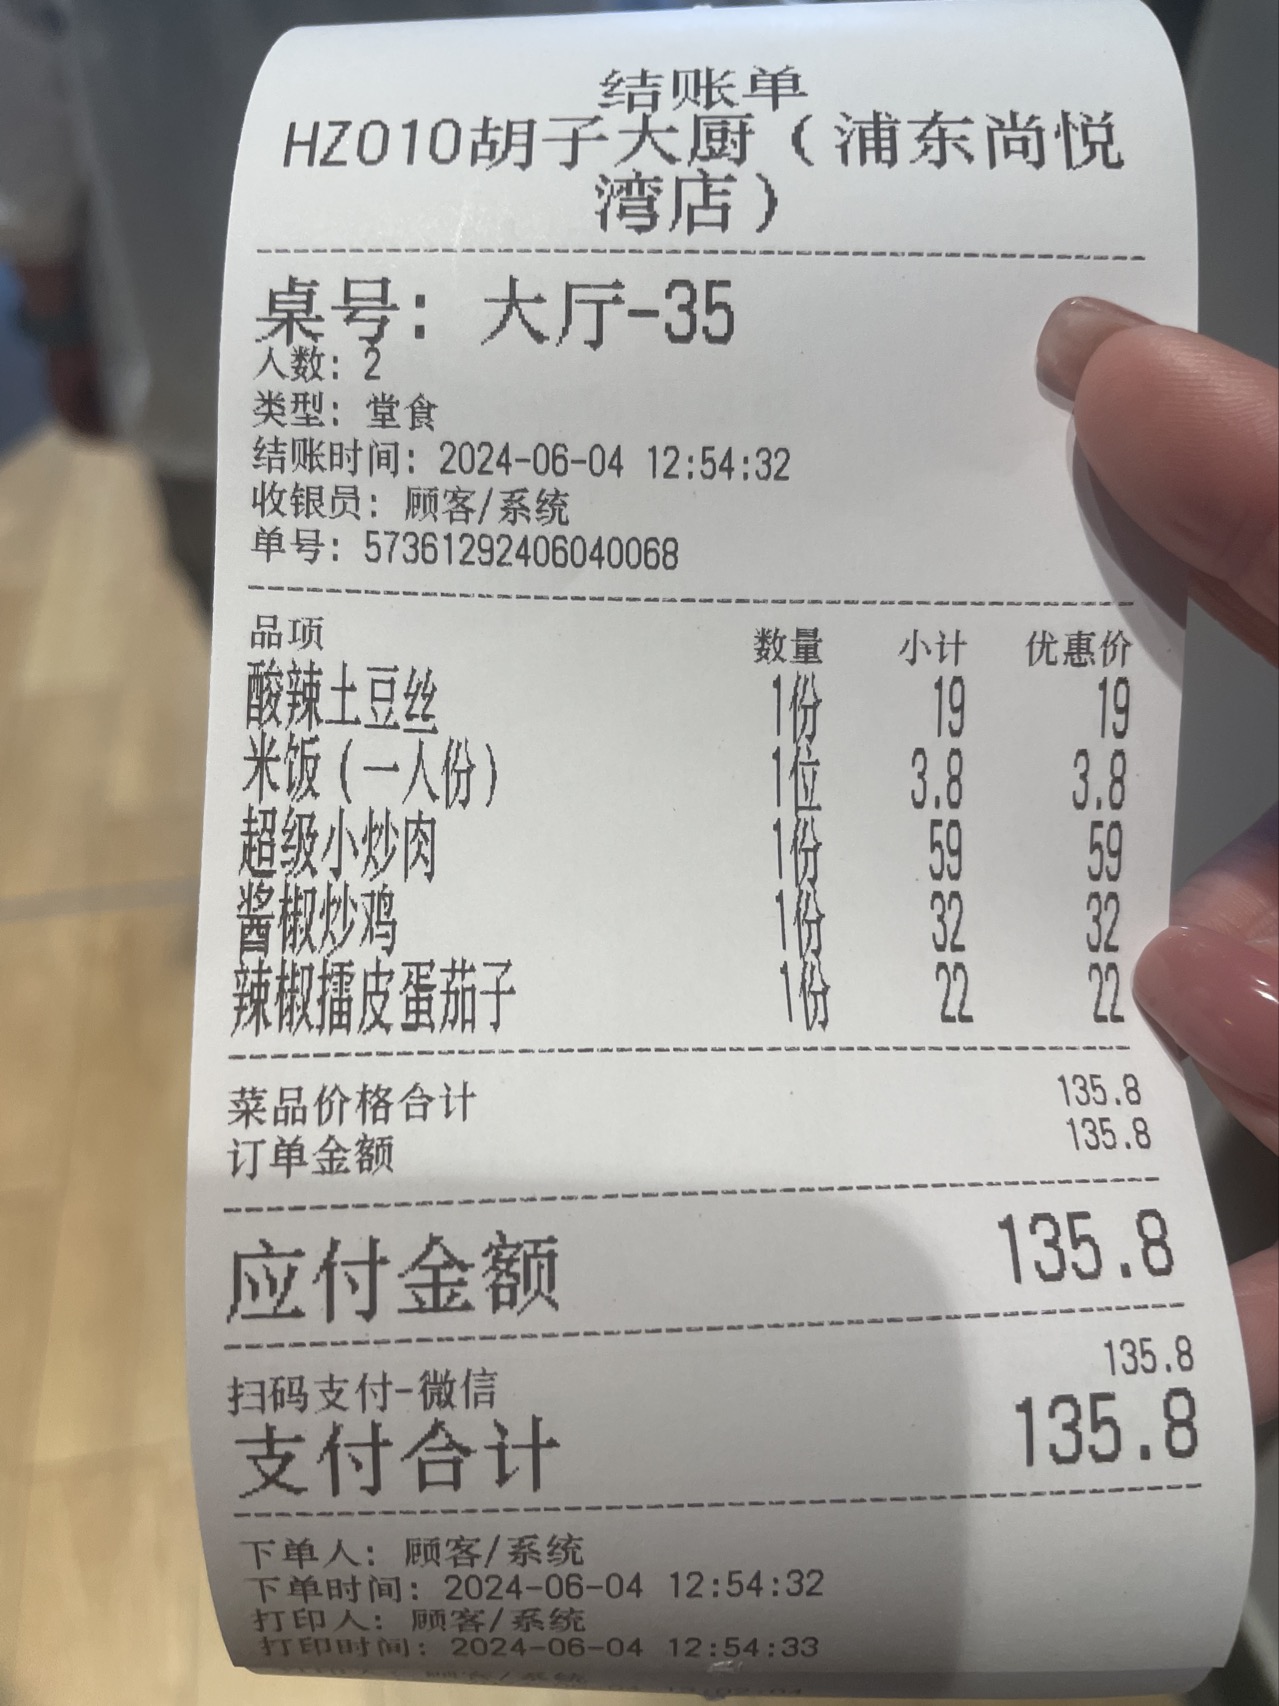 结账单
HZ010胡子大厨（浦东尚悦
湾店）
桌号： 大厅-35
人数: 2
类型: 堂食
结账时间: 2024-06-04 12:54:32
收银员: 顾客/系统
单号: 57361292406040068
品项 数量 小计 优惠价
酸辣土豆丝 1份 19 19
米饭（一人份） 1位 3.8 3.8
超级小炒肉 1份 59 59
酱椒炒鸡 1份 32 32
辣椒擂皮蛋茄子 1份 22 22
菜品价格合计 135.8
订单金额 135.8
应付金额 135.8
扫码支付-微信 135.8
支付合计 135.8
下单人: 顾客/系统
下单时间: 2024-06-04 12:54:32
打印人: 顾客/系统
打印时间: 2024-06-04 12:54:33